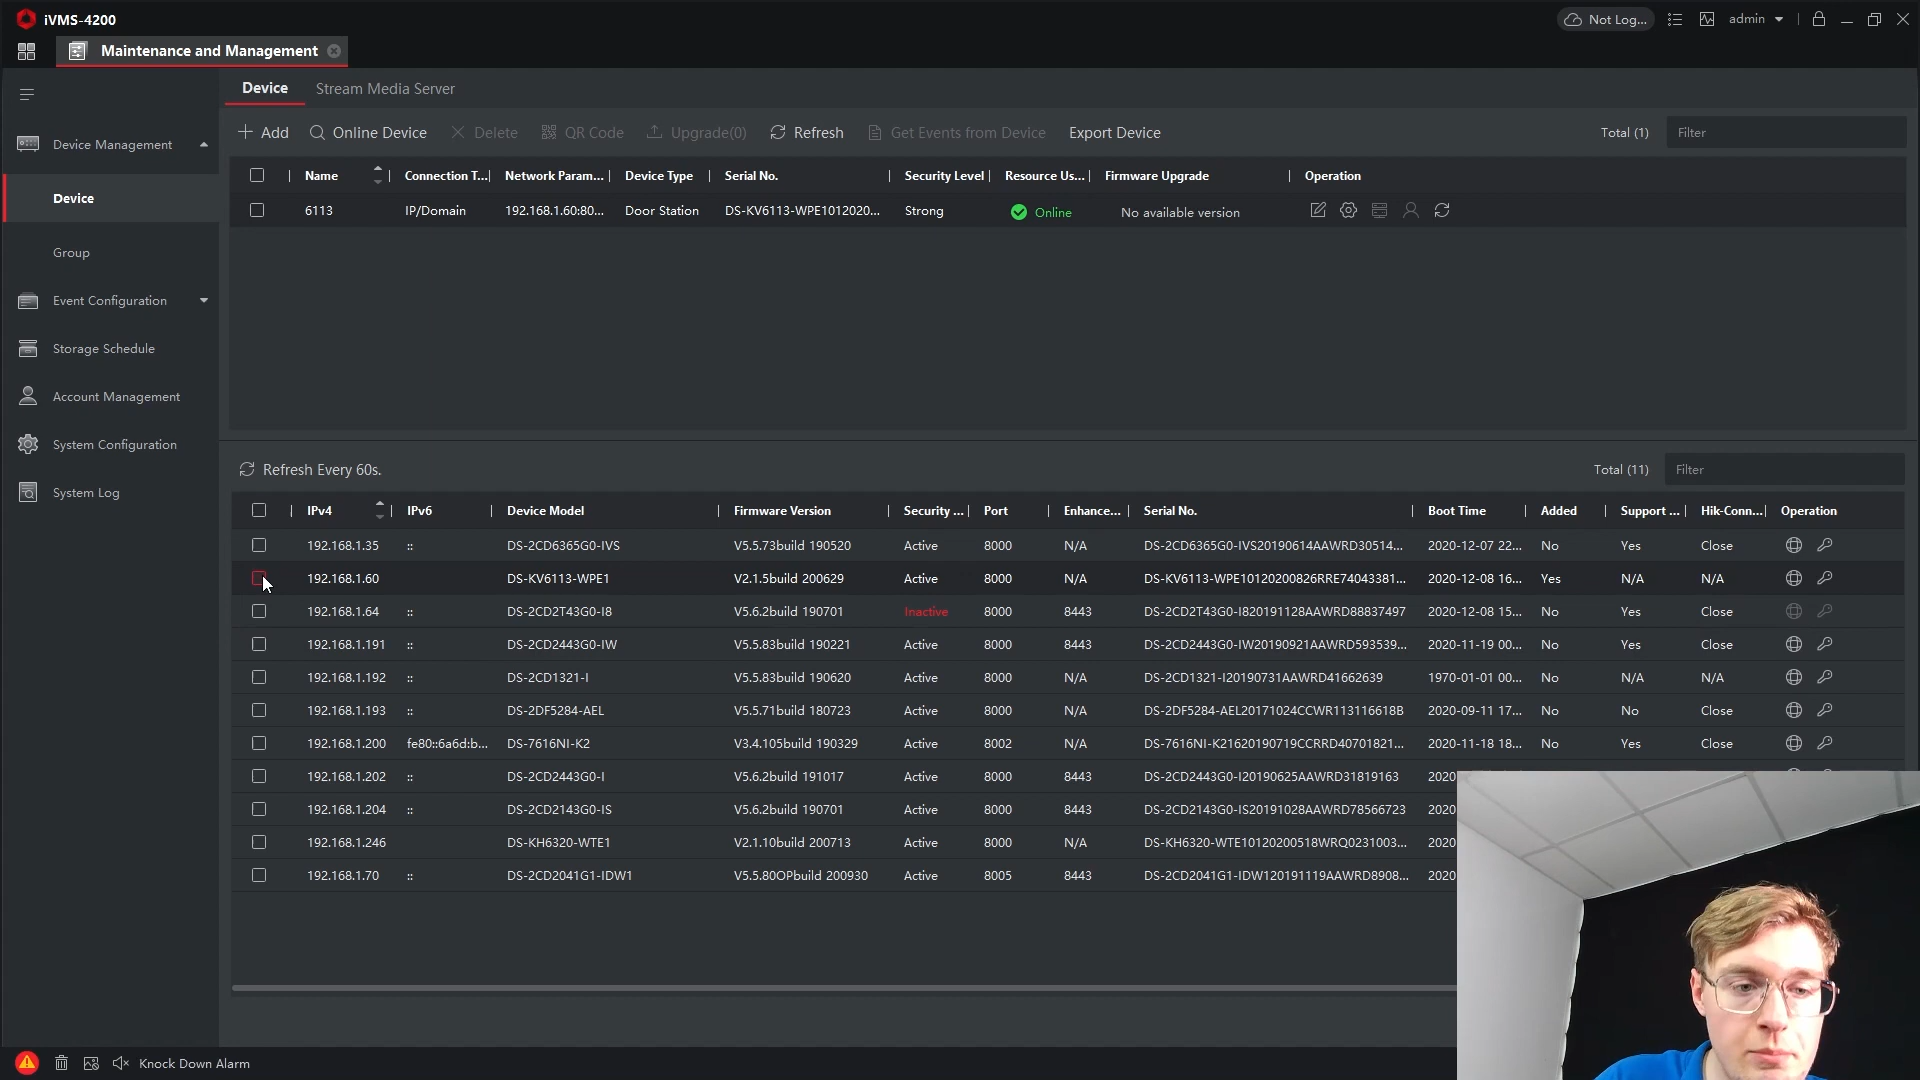 iVMS-4200
Not Log...
admin
Maintenance and Management
Device Stream Media Server
Add Online Device Delete QR Code Upgrade(0) Refresh Get Events from Device Export Device Total (1) Filter
Device Management
Device
Group
Event Configuration
Storage Schedule
Account Management
System Configuration
System Log
Name Connection T... Network Param... Device Type Serial No. Security Level Resource Us... Firmware Upgrade Operation
6113 IP/Domain 192.168.1.60:80... Door Station DS-KV6113-WPE1012020... Strong Online No available version
Refresh Every 60s. Total (11) Filter
IPv4 IPv6 Device Model Firmware Version Security ... Port Enhance... Serial No. Boot Time Added Support ... Hik-Conn... Operation
192.168.1.35 :: DS-2CD6365G0-IVS V5.5.73build 190520 Active 8000 N/A DS-2CD6365G0-IVS20190614AAWRD30514... 2020-12-07 22... No Yes Close
192.168.1.60 DS-KV6113-WPE1 V2.1.5build 200629 Active 8000 N/A DS-KV6113-WPE10120200826RRE74043381... 2020-12-08 16... Yes N/A N/A
192.168.1.64 :: DS-2CD2T43G0-I8 V5.6.2build 190701 Inactive 8000 8443 DS-2CD2T43G0-I820191128AAWRD88837497 2020-12-08 15... No Yes Close
192.168.1.191 :: DS-2CD2443G0-IW V5.5.83build 190221 Active 8000 8443 DS-2CD2443G0-IW20190921AAWRD593539... 2020-11-19 00... No Yes Close
192.168.1.192 :: DS-2CD1321-I V5.5.83build 190620 Active 8000 N/A DS-2CD1321-I20190731AAWRD41662639 1970-01-01 00... No N/A N/A
192.168.1.193 :: DS-2DF5284-AEL V5.5.71build 180723 Active 8000 N/A DS-2DF5284-AEL20171024CCWR113116618B 2020-09-11 17... No No Close
192.168.1.200 fe80::6a6d:b... DS-7616NI-K2 V3.4.105build 190329 Active 8002 N/A DS-7616NI-K21620190719CCRRD40701821... 2020-11-18 18... No Yes Close
192.168.1.202 :: DS-2CD2443G0-I V5.6.2build 191017 Active 8000 8443 DS-2CD2443G0-I20190625AAWRD31819163 2020
192.168.1.204 :: DS-2CD2143G0-IS V5.6.2build 190701 Active 8000 8443 DS-2CD2143G0-IS20191028AAWRD78566723 2020
192.168.1.246 DS-KH6320-WTE1 V2.1.10build 200713 Active 8000 N/A DS-KH6320-WTE10120200518WRQ0231003... 2020
192.168.1.70 :: DS-2CD2041G1-IDW1 V5.5.80OPbuild 200930 Active 8005 8443 DS-2CD2041G1-IDW120191119AAWRD8908... 2020
Knock Down Alarm